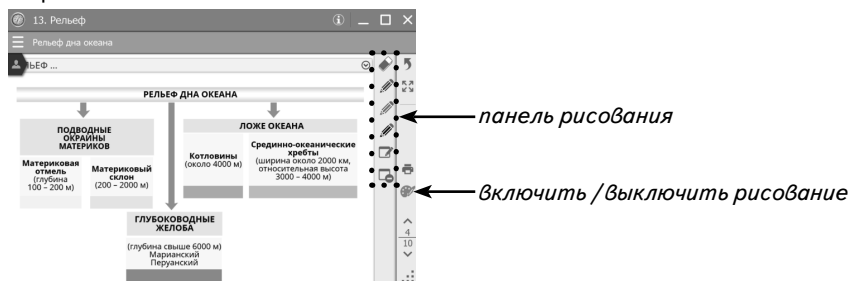 13. Рельеф
Рельеф дна океана
ЬЕФ ...
РЕЛЬЕФ ДНА ОКЕАНА
ПОДВОДНЫЕ
ОКРАИНЫ
МАТЕРИКОВ
Материковая
отмель
(глубина
100 – 200 м)
Материковый
склон
(200 – 2000 м)
ЛОЖЕ ОКЕАНА
Котловины
(около 4000 м)
Срединно-океанические
хребты
(ширина около 2000 км,
относительная высота
3000 – 4000 м)
ГЛУБОКОВОДНЫЕ
ЖЕЛОБА
(глубина свыше 6000 м)
Марианский
Перуанский
панель рисования
включить / выключить рисование
4
10